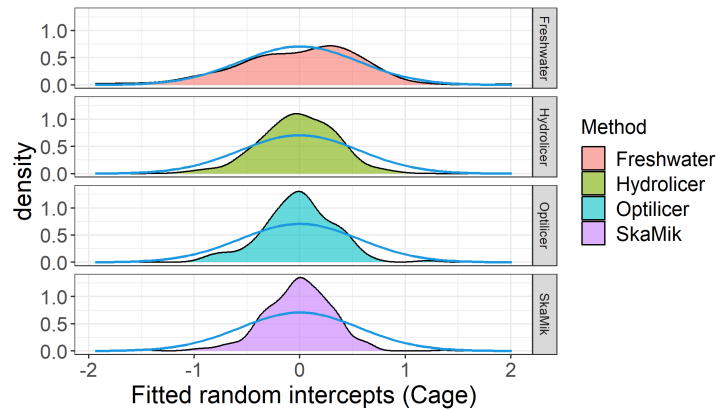 1.0
0.5
0.0
Freshwater
1.0
0.5
0.0
Hydrolicer
1.0
0.5
0.0
Optilicer
1.0
0.5
0.0
SkaMik
density
-2 -1 0 1 2
Fitted random intercepts (Cage)
Method
Freshwater
Hydrolicer
Optilicer
SkaMik